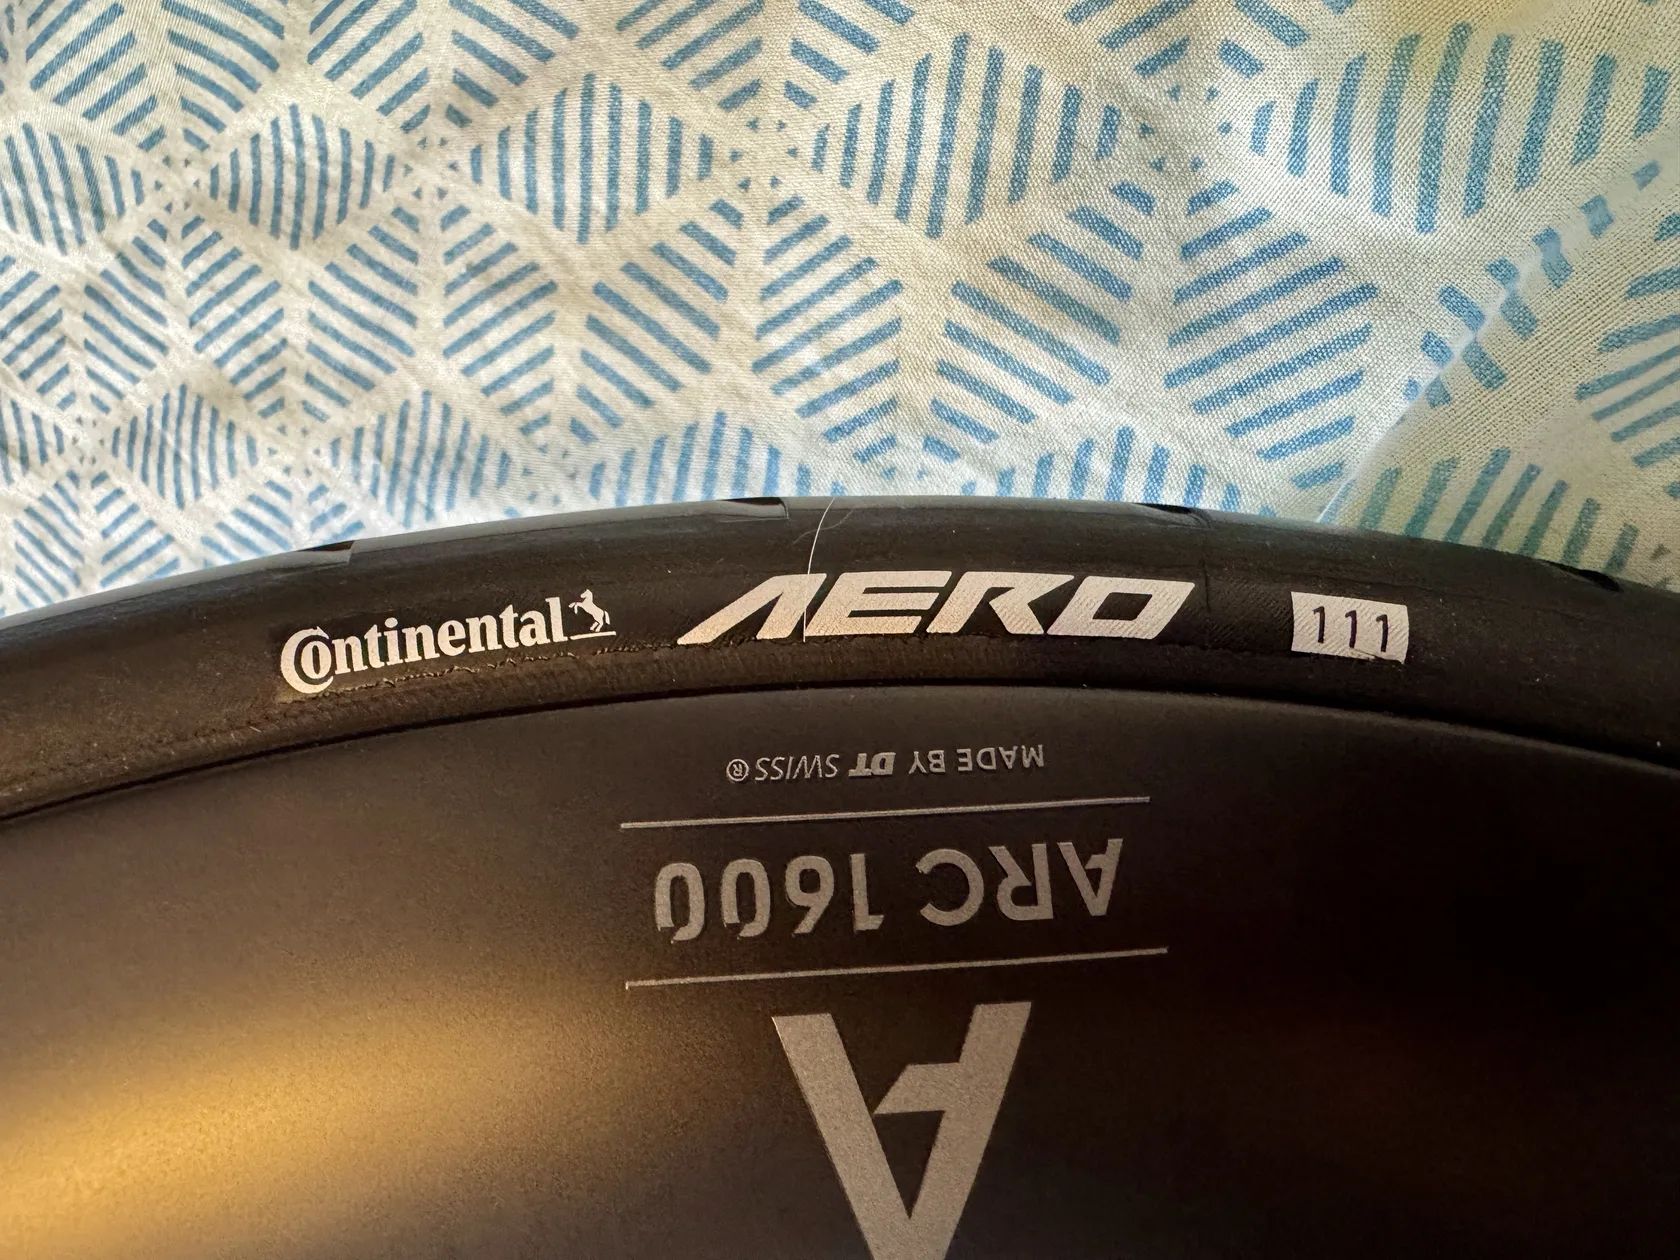 Continental AERO 111
MADE BY DT SWISS®
ARC 1600
A